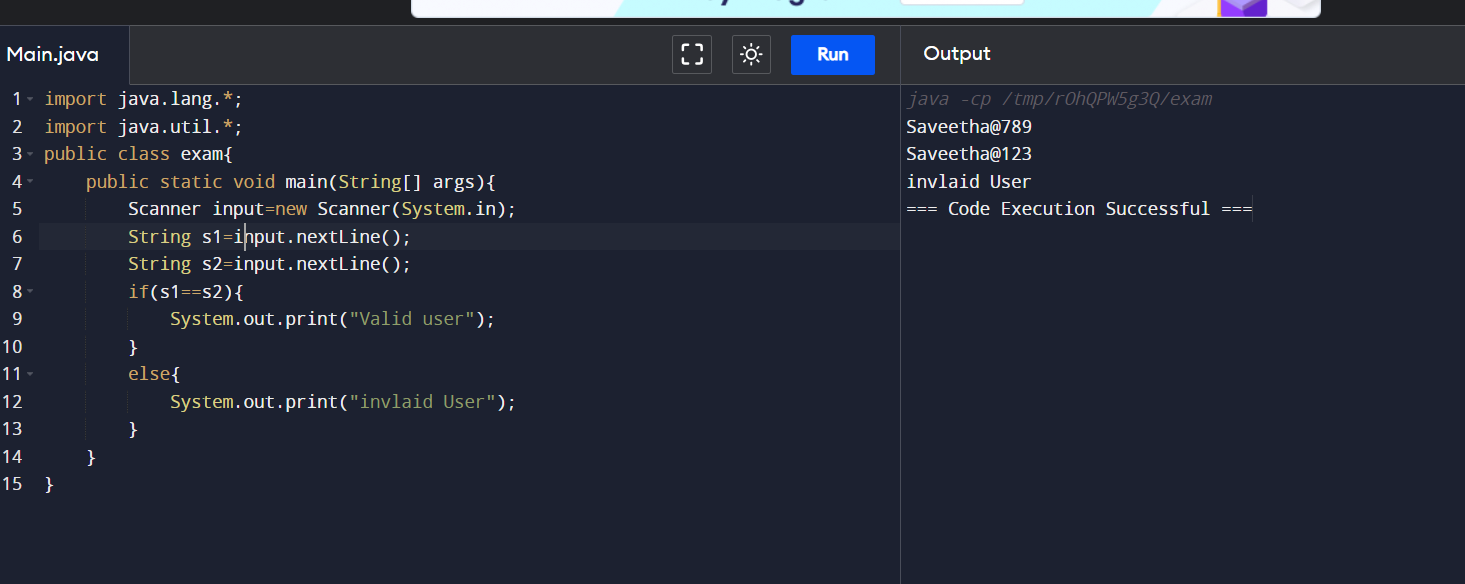 Main.java
Run
Output
1 import java.lang.*;
2 import java.util.*;
3 public class exam{
4 public static void main(String[] args){
5 Scanner input=new Scanner(System.in);
6 String s1=input.nextLine();
7 String s2=input.nextLine();
8 if(s1==s2){
9 System.out.print("Valid user");
10 }
11 else{
12 System.out.print("invlaid User");
13 }
14 }
15 }
java -cp /tmp/rOhQPW5g3Q/exam
Saveetha@789
Saveetha@123
invlaid User
=== Code Execution Successful ===